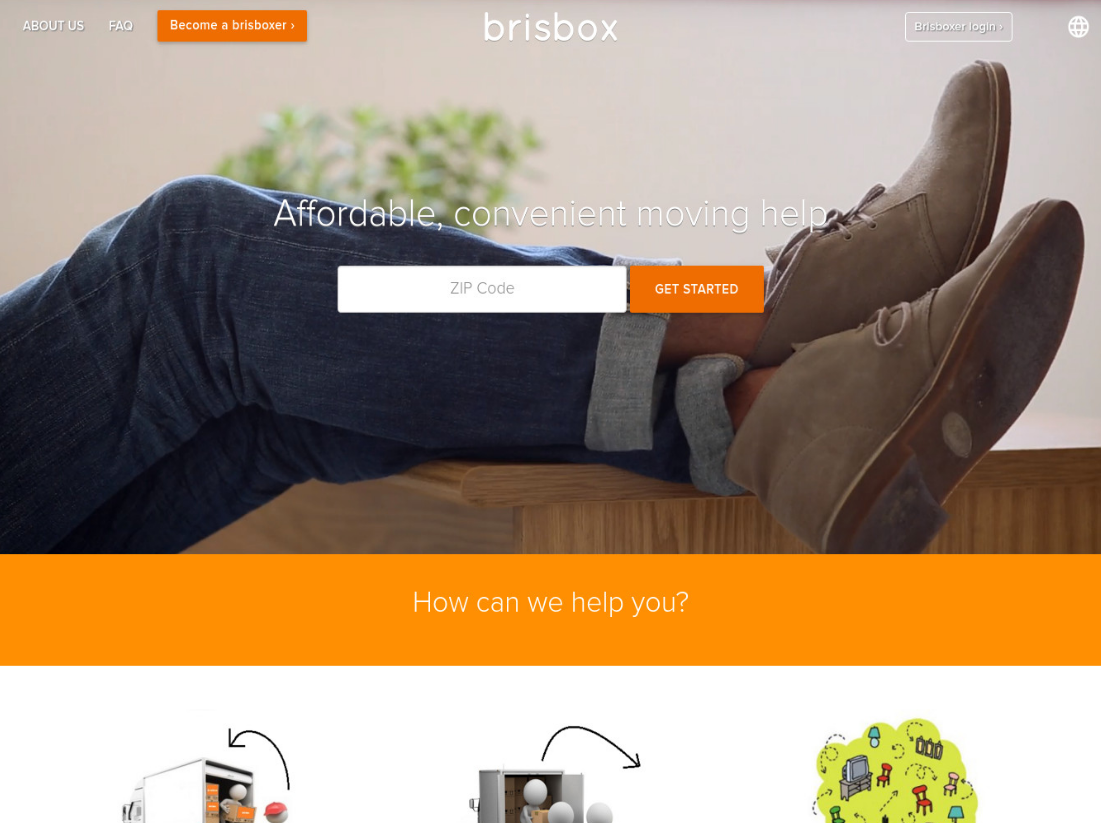 ABOUT US
FAQ
Become a brisboxer ›
brisbox
Brisboxer login ›
Affordable, convenient moving help
ZIP Code
GET STARTED
How can we help you?